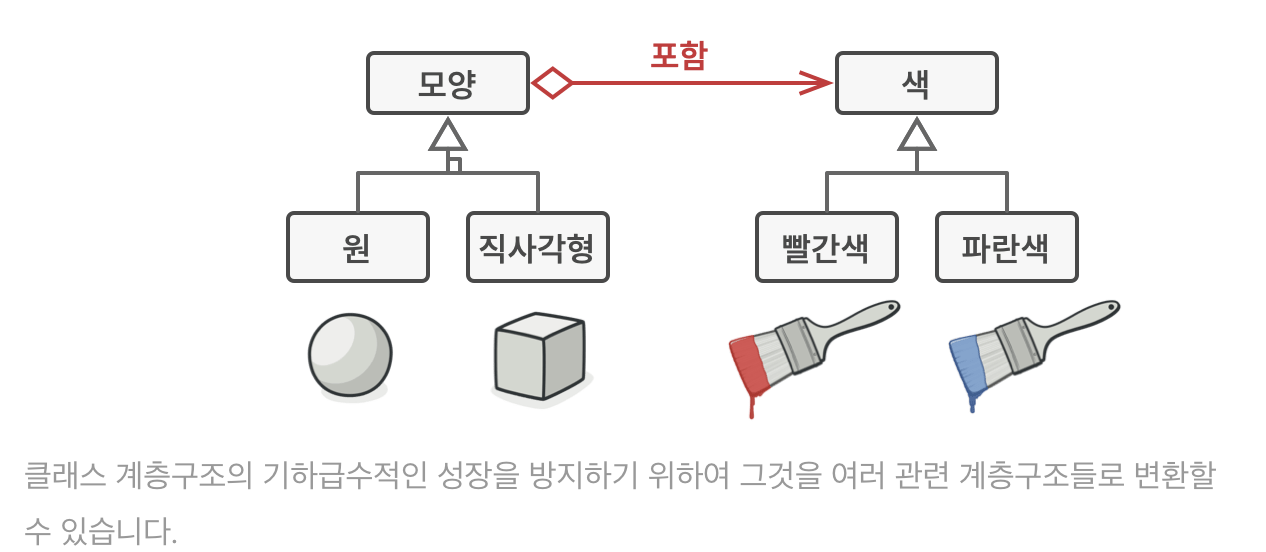 포함
모양
색
원
직사각형
빨간색
파란색
클래스 계층구조의 기하급수적인 성장을 방지하기 위하여 그것을 여러 관련 계층구조들로 변환할
수 있습니다.